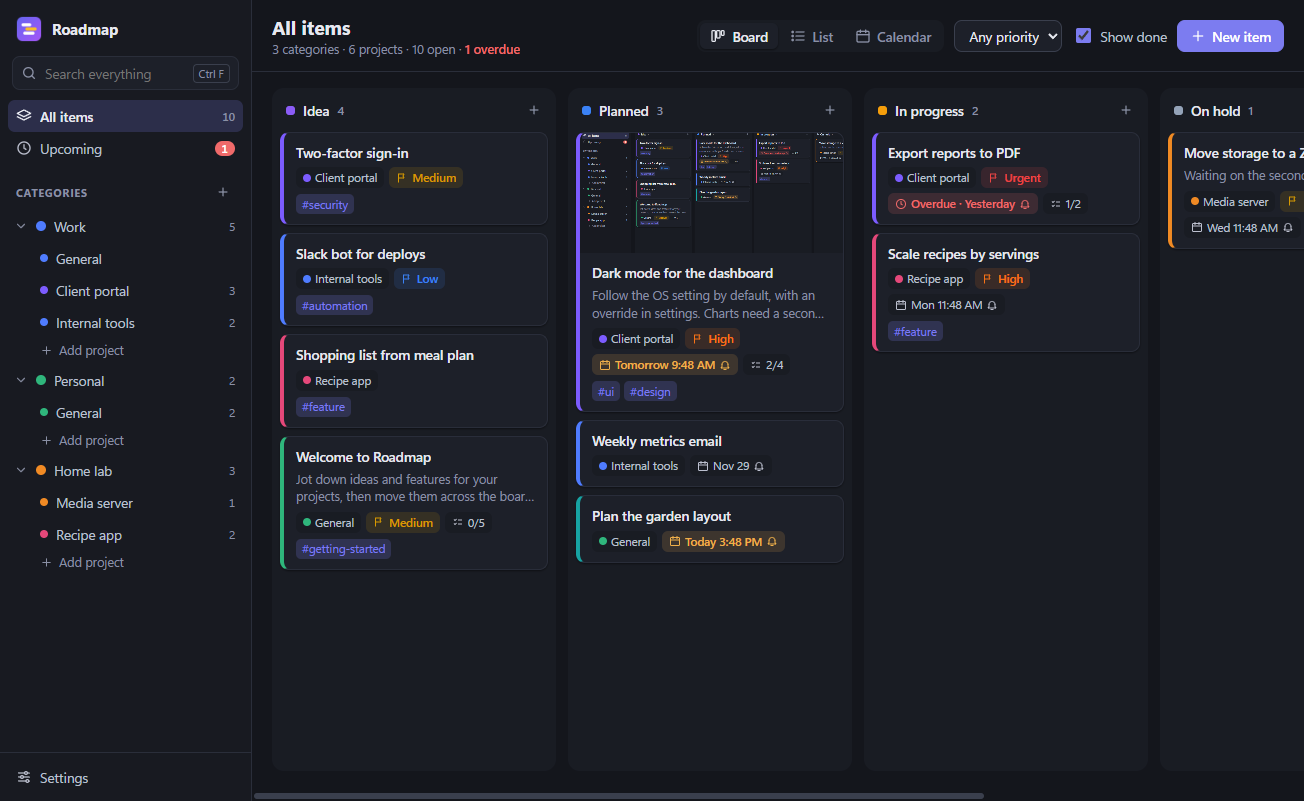 Roadmap
Search everything
Ctrl F
All items 10
Upcoming 1
CATEGORIES
Work 5
General
Client portal 3
Internal tools 2
Add project
Personal 2
General 2
Add project
Home lab 3
Media server 1
Recipe app 2
Add project
Settings
All items
3 categories · 6 projects · 10 open · 1 overdue
Board
List
Calendar
Any priority
Show done
New item
Idea 4
Two-factor sign-in
Client portal Medium
#security
Slack bot for deploys
Internal tools Low
#automation
Shopping list from meal plan
Recipe app
#feature
Welcome to Roadmap
Jot down ideas and features for your
projects, then move them across the boar...
General Medium 0/5
#getting-started
Planned 3
Dark mode for the dashboard
Follow the OS setting by default, with an
override in settings. Charts need a secon...
Client portal High
Tomorrow 9:48 AM 2/4
#ui #design
Weekly metrics email
Internal tools Nov 29
Plan the garden layout
General Today 3:48 PM
In progress 2
Export reports to PDF
Client portal Urgent
Overdue · Yesterday 1/2
Scale recipes by servings
Recipe app High
Mon 11:48 AM
#feature
On hold 1
Move storage to a Z
Waiting on the second
Media server
Wed 11:48 AM